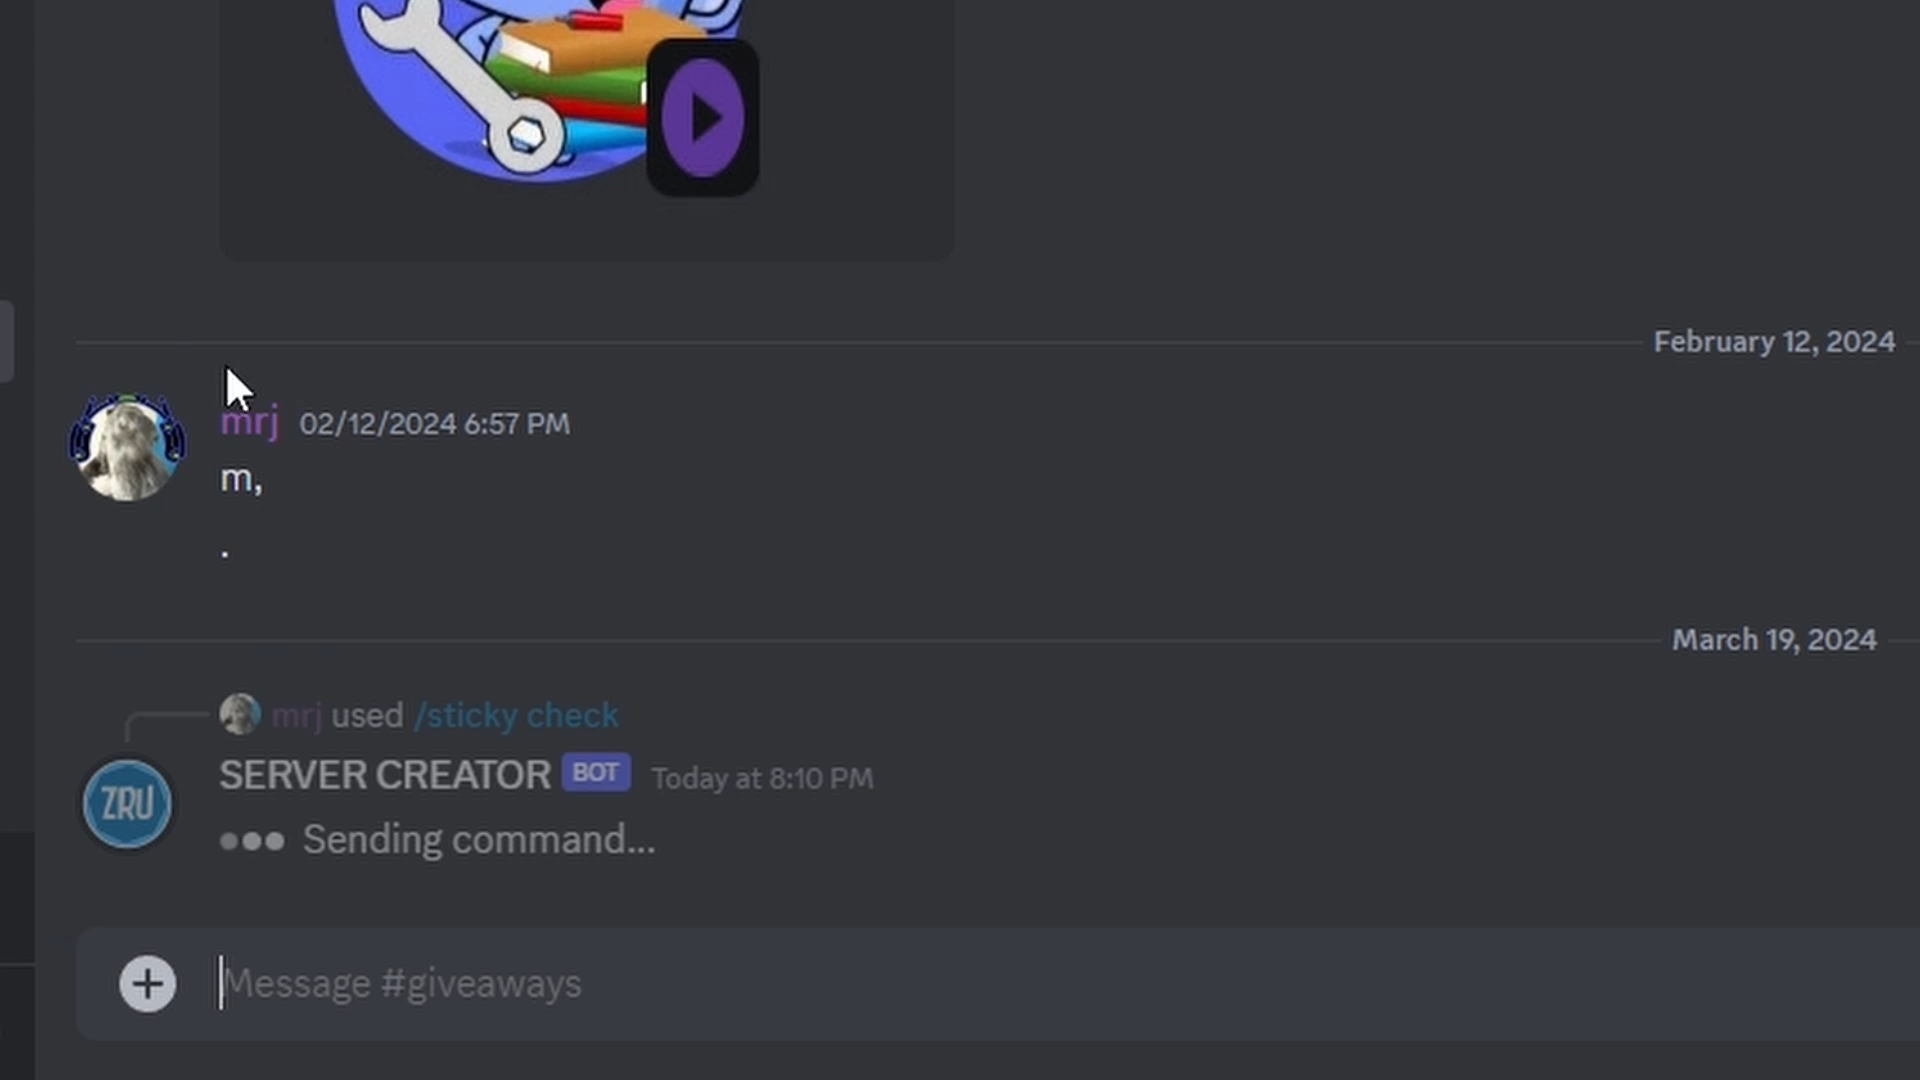 February 12, 2024
mrj 02/12/2024 6:57 PM
m,
.
March 19, 2024
mrj used /sticky check
ZRU
SERVER CREATOR BOT Today at 8:10 PM
Sending command...
Message #giveaways